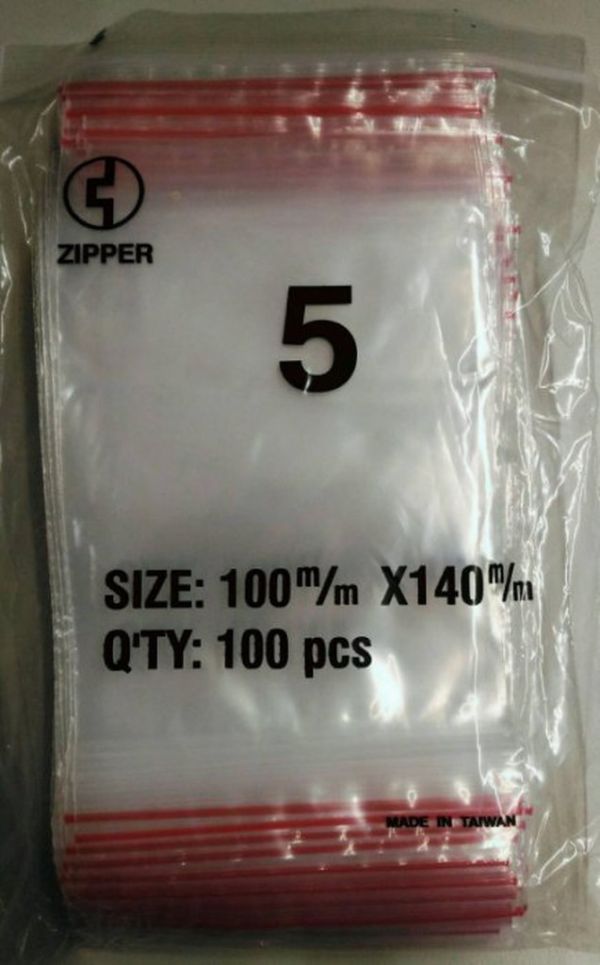 ZIPPER
5
SIZE: 100m/m X140m/m
Q'TY: 100 pcs
MADE IN TAIWAN